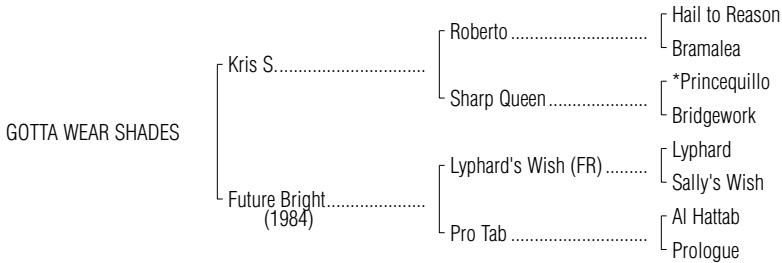 Hail to Reason
Roberto ..............................
Bramalea
Kris S. ................................
*Princequillo
Sharp Queen ......................
Bridgework
GOTTA WEAR SHADES
Lyphard
Lyphard's Wish (FR) .........
Sally's Wish
Future Bright ......................
(1984)
Al Hattab
Pro Tab ..............................
Prologue